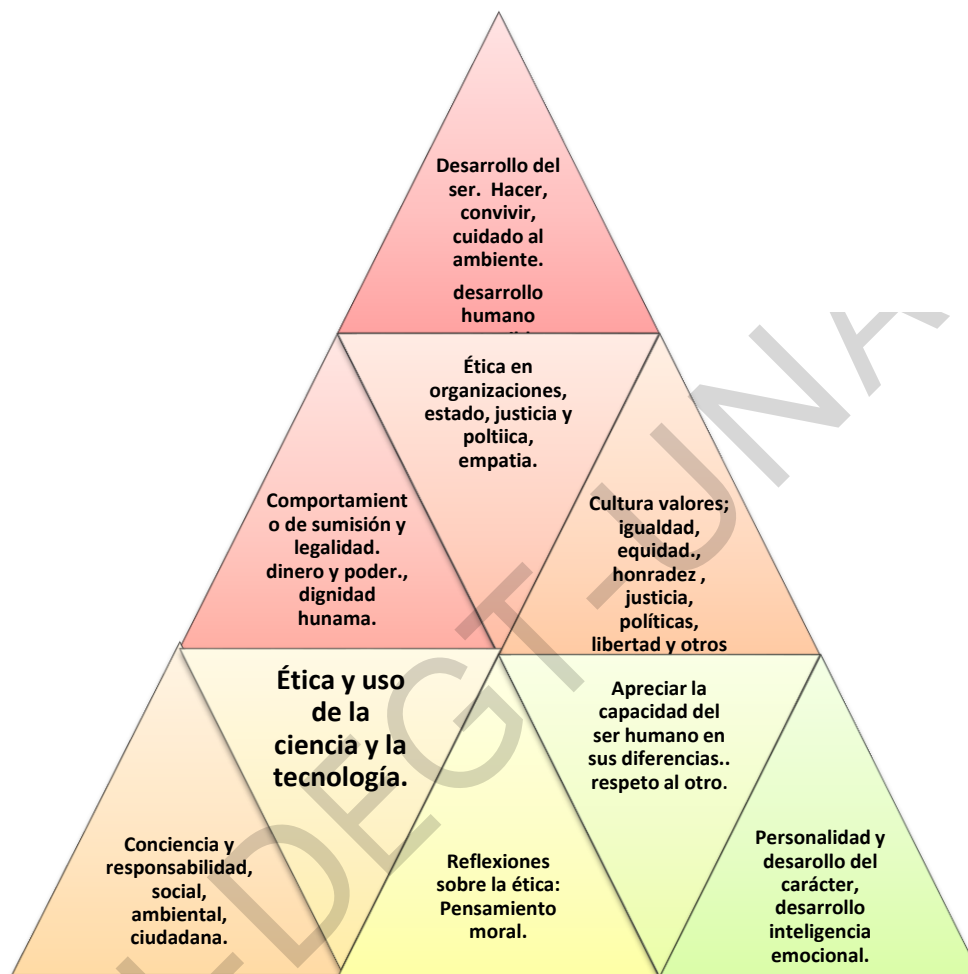 Desarrollo del
ser. Hacer,
convivir,
cuidado al
ambiente.
desarrollo
humano
Ética en
organizaciones,
estado, justicia y
poltiica,
empatia.
Comportamient
o de sumisión y
legalidad.
dinero y poder.,
dignidad
hunama.
Cultura valores;
igualdad,
equidad.,
honradez ,
justicia,
políticas,
libertad y otros
Ética y uso
de la
ciencia y la
tecnología.
Apreciar la
capacidad del
ser humano en
sus diferencias..
respeto al otro.
Conciencia y
responsabilidad,
social,
ambiental,
ciudadana.
Reflexiones
sobre la ética:
Pensamiento
moral.
Personalidad y
desarollo del
carácter,
desarrollo
inteligencia
emocional.
DEGT-UNA